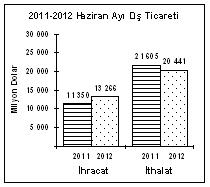 2011-2012 Haziran Ayı Dış Ticareti
Milyon Dolar
30 000
25 000
20 000
15 000
10 000
5 000
0
11 350
13 266
21 605
20 441
2011 2012 2011 2012
İhracat İthalat